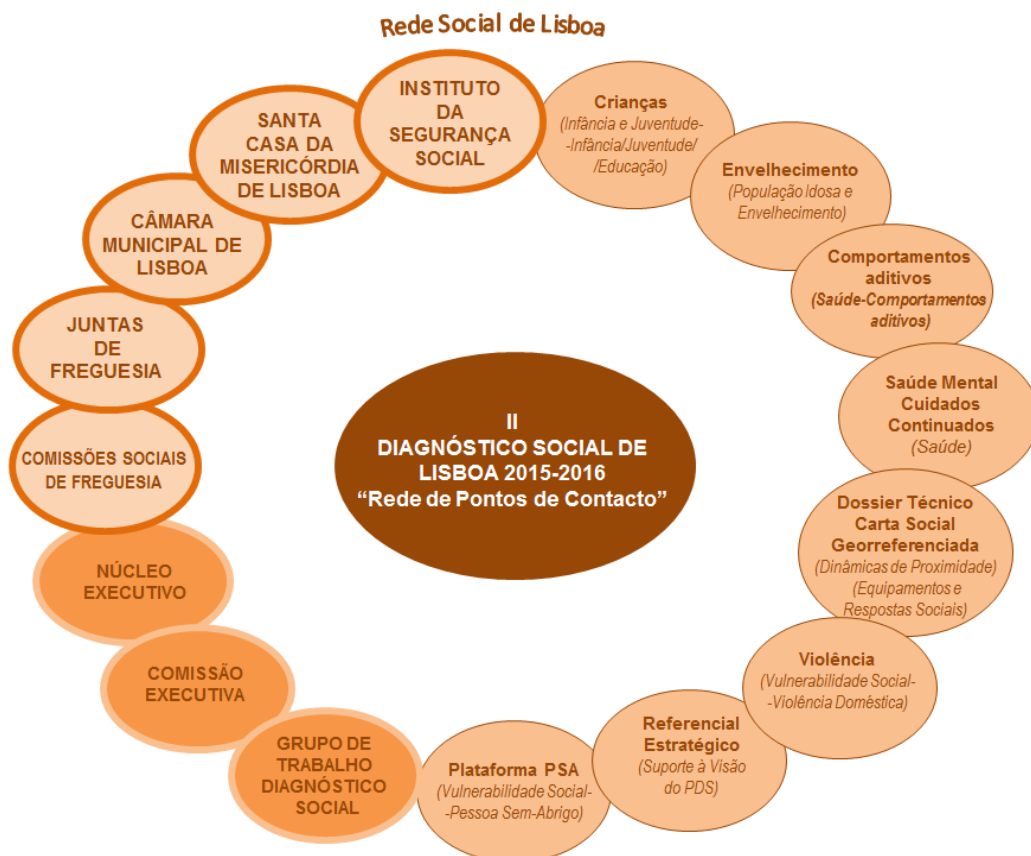 Rede Social de Lisboa
INSTITUTO
DA
SEGURANÇA
SOCIAL
Crianças
(Infância e Juventude-
-Infância/Juventude/
/Educação)
Envelhecimento
(População Idosa e
Envelhecimento)
Comportamentos
aditivos
(Saúde-Comportamentos
aditivos)
Saúde Mental
Cuidados
Continuados
(Saúde)
Dossier Técnico
Carta Social
Georreferenciada
(Dinâmicas de Proximidade)
(Equipamentos e
Respostas Sociais)
Violência
(Vulnerabilidade Social-
-Violência Doméstica)
Referencial
Estratégico
(Suporte à Visão
do PDS)
Plataforma PSA
(Vulnerabilidade Social-
-Pessoa Sem-Abrigo)
GRUPO DE
TRABALHO
DIAGNÓSTICO
SOCIAL
COMISSÃO
EXECUTIVA
NÚCLEO
EXECUTIVO
COMISSÕES SOCIAIS
DE FREGUESIA
JUNTAS
DE
FREGUESIA
CÂMARA
MUNICIPAL DE
LISBOA
SANTA
CASA DA
MISERICÓRDIA
DE LISBOA
II
DIAGNÓSTICO SOCIAL DE
LISBOA 2015-2016
“Rede de Pontos de Contacto”